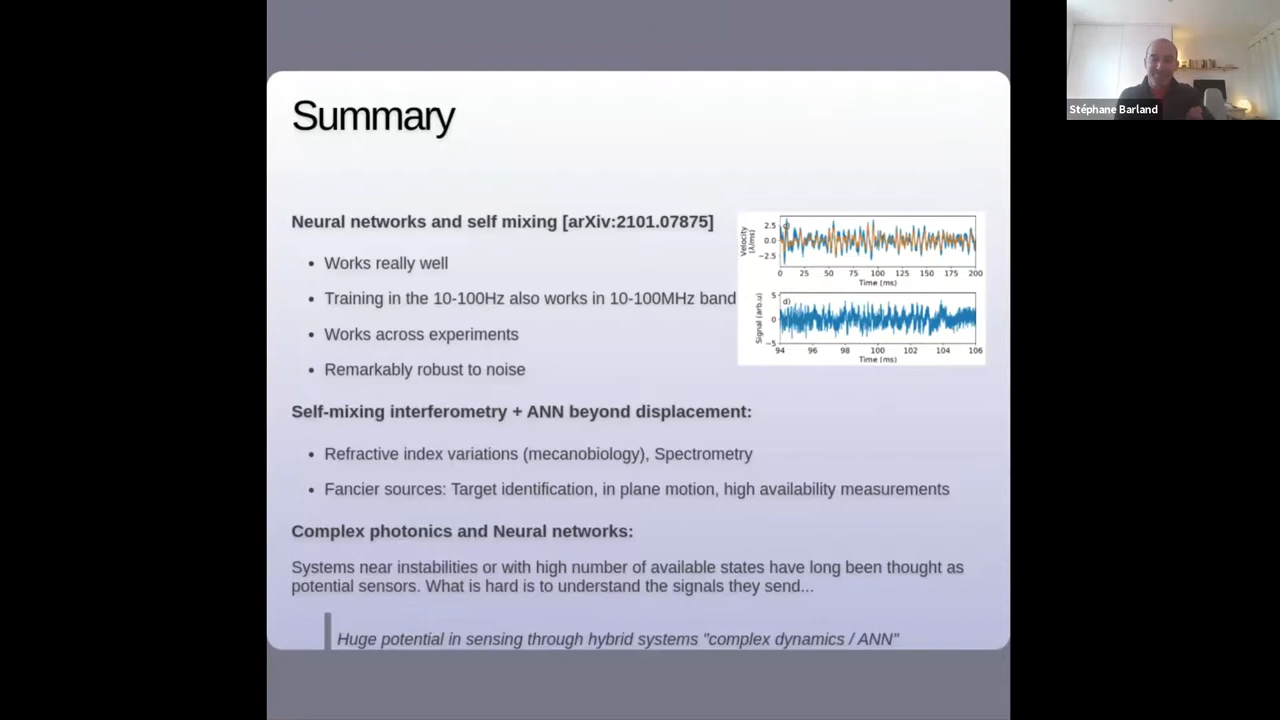 Summary
Stéphane Barland
Neural networks and self mixing [arXiv:2101.07875]
• Works really well
• Training in the 10-100Hz also works in 10-100MHz band
• Works across experiments
• Remarkably robust to noise
Velocity
(λ/ms)
2.5
0.0
−2.5
0 25 50 75 100 125 150 175 200
Time (ms)
d)
Signal (arb.u)
5
0
−5
94 96 98 100 102 104 106
Time (ms)
Self-mixing interferometry + ANN beyond displacement:
• Refractive index variations (mecanobiology), Spectrometry
• Fancier sources: Target identification, in plane motion, high availability measurements
Complex photonics and Neural networks:
Systems near instabilities or with high number of available states have long been thought as
potential sensors. What is hard is to understand the signals they send...
Huge potential in sensing through hybrid systems "complex dynamics / ANN"